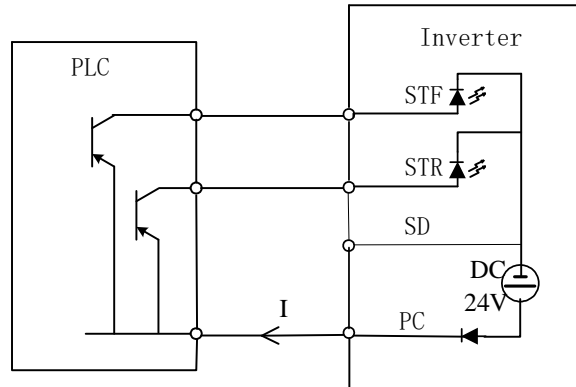 Inverter
PLC
STF
STR
SD
DC
24V
I
PC